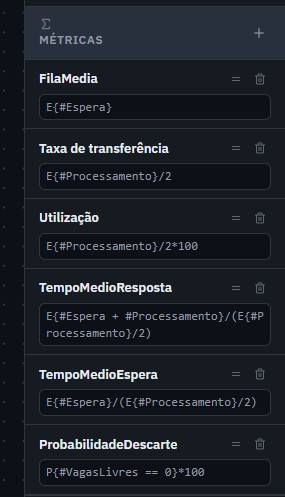 Σ
MÉTRICAS
FilaMedia
E{#Espera}
Taxa de transferência
E{#Processamento}/2
Utilização
E{#Processamento}/2*100
TempoMedioResposta
E{#Espera + #Processamento}/(E{#P
rocessamento}/2)
TempoMedioEspera
E{#Espera}/(E{#Processamento}/2)
ProbabilidadeDescarte
P{#VagasLivres == 0}*100